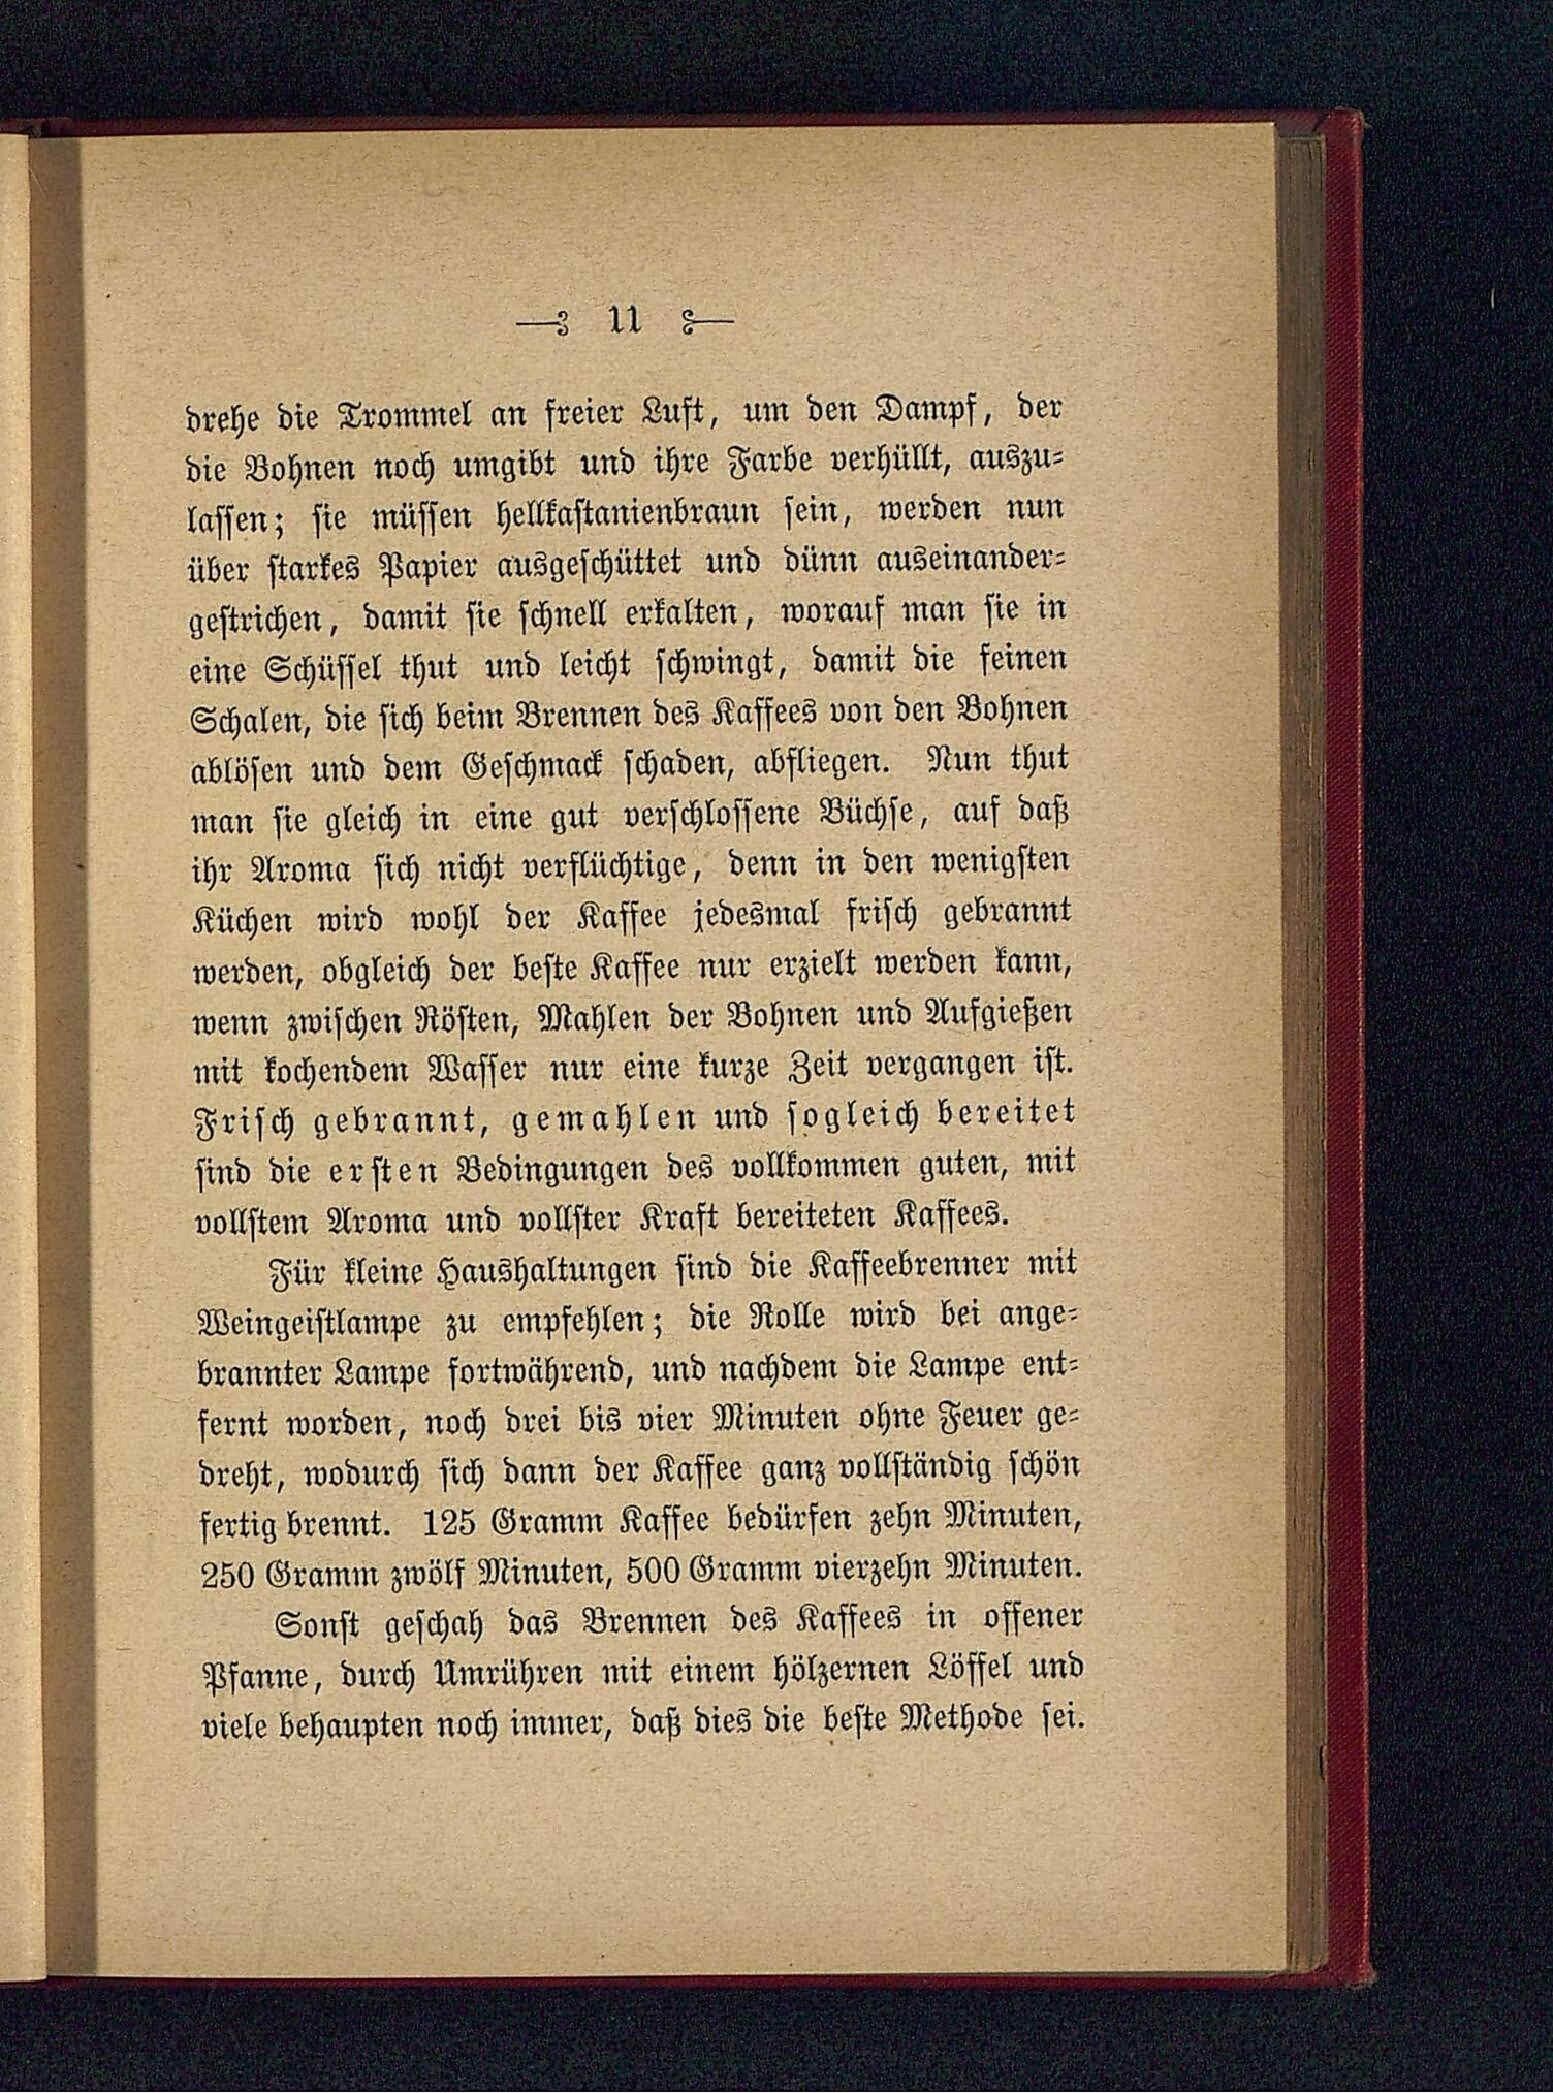 11
drehe die Trommel an freier Luft, um den Dampf, der
die Bohnen noch umgibt und ihre Farbe verhüllt, auszu-
lassen; sie müssen hellkastanienbraun sein, werden nun
über starkes Papier ausgeschüttet und dünn auseinander-
gestrichen, damit sie schnell erkalten, worauf man sie in
eine Schüssel thut und leicht schwingt, damit die feinen
Schalen, die sich beim Brennen des Kaffees von den Bohnen
ablösen und dem Geschmack schaden, abfliegen. Nun thut
man sie gleich in eine gut verschlossene Büchse, auf daß
ihr Aroma sich nicht verflüchtige, denn in den wenigsten
Küchen wird wohl der Kaffee jedesmal frisch gebrannt
werden, obgleich der beste Kaffee nur erzielt werden kann,
wenn zwischen Rösten, Mahlen der Bohnen und Aufgießen
mit kochendem Wasser nur eine kurze Zeit vergangen ist.
Frisch gebrannt, gemahlen und sogleich bereitet
sind die ersten Bedingungen des vollkommen guten, mit
vollstem Aroma und vollster Kraft bereiteten Kaffees.
Für kleine Haushaltungen sind die Kaffeebrenner mit
Weingeistlampe zu empfehlen; die Rolle wird bei ange-
brannter Lampe fortwährend, und nachdem die Lampe ent-
fernt worden, noch drei bis vier Minuten ohne Feuer ge-
dreht, wodurch sich dann der Kaffee ganz vollständig schön
fertig brennt. 125 Gramm Kaffee bedürfen zehn Minuten,
250 Gramm zwölf Minuten, 500 Gramm vierzehn Minuten.
Sonst geschah das Brennen des Kaffees in offener
Pfanne, durch Umrühren mit einem hölzernen Löffel und
viele behaupten noch immer, daß dies die beste Methode sei.